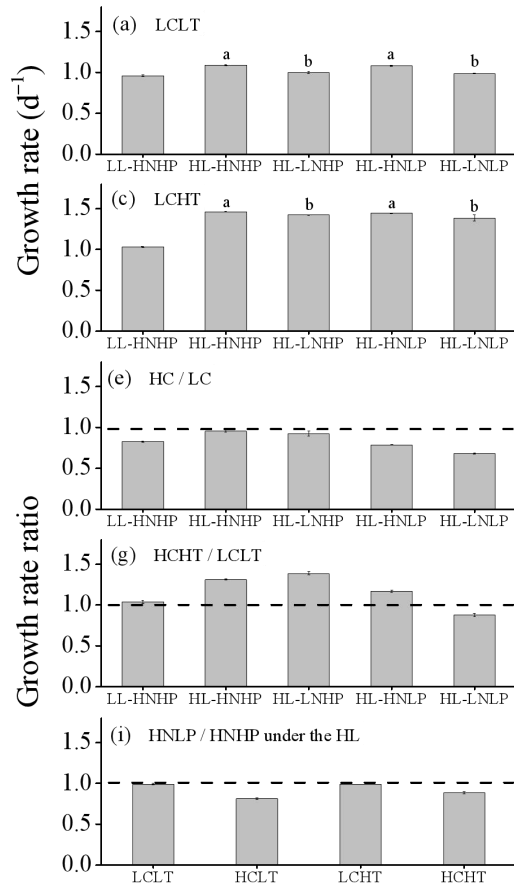 Growth rate (d⁻¹)
(a) LCLT
1.5
1.0
0.5
0.0
a b a b
LL-HNHP HL-HNHP HL-LNHP HL-HNLP HL-LNLP
(c) LCHT
1.5
1.0
0.5
0.0
a b a b
LL-HNHP HL-HNHP HL-LNHP HL-HNLP HL-LNLP
Growth rate ratio
(e) HC / LC
1.5
1.0
0.5
0.0
LL-HNHP HL-HNHP HL-LNHP HL-HNLP HL-LNLP
(g) HCHT / LCLT
1.5
1.0
0.5
0.0
LL-HNHP HL-HNHP HL-LNHP HL-HNLP HL-LNLP
(i) HNLP / HNHP under the HL
1.5
1.0
0.5
0.0
LCLT HCLT LCHT HCHT